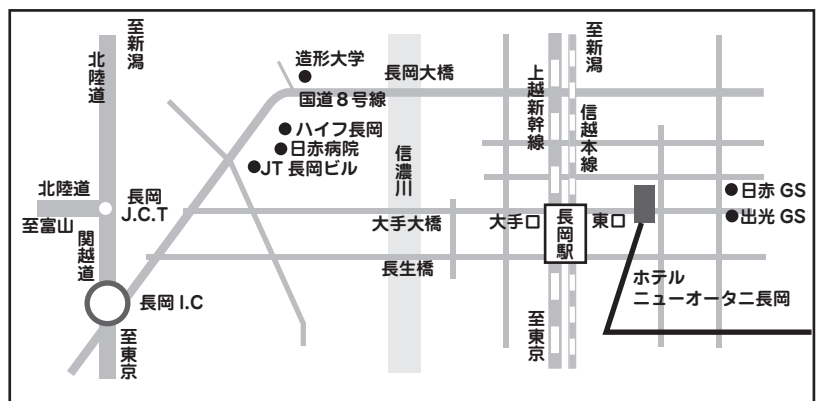 至新潟
北陸道
造形大学
長岡大橋
国道8号線
ハイフ長岡
日赤病院
JT 長岡ビル
信濃川
上越新幹線
至新潟
信越本線
北陸道
至富山
長岡
J.C.T
関越道
長岡 I.C
至東京
大手大橋
長生橋
大手口
長岡駅
東口
至東京
日赤 GS
出光 GS
ホテル
ニューオータニ長岡